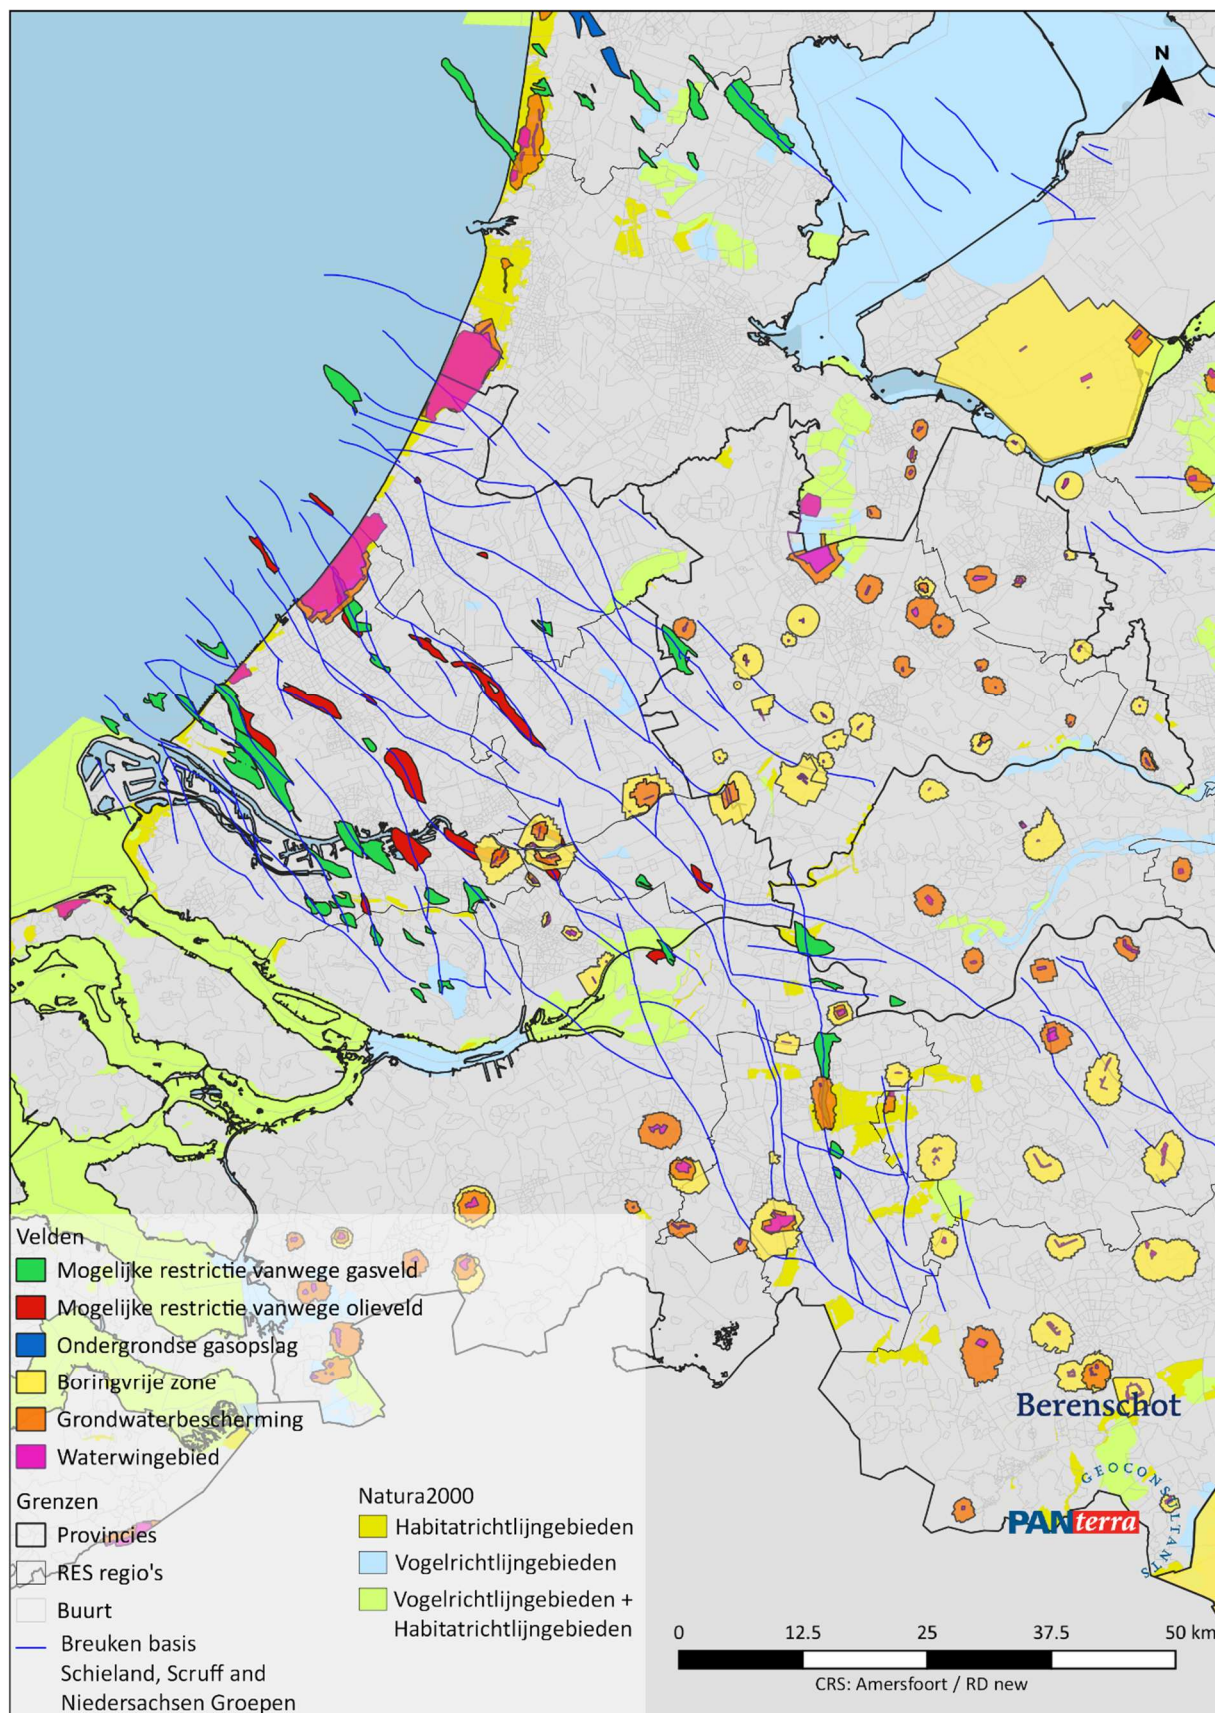 N
Velden
Mogelijke restrictie vanwege gasveld
Mogelijke restrictie vanwege olieveld
Ondergrondse gasopslag
Boringvrije zone
Grondwaterbescherming
Waterwingebied
Grenzen
Provincies
RES regio's
Buurt
Breuken basis
Schieland, Scruff and
Niedersachsen Groepen
Natura2000
Habitatrichtlijngebieden
Vogelrichtlijngebieden
Vogelrichtlijngebieden +
Habitatrichtlijngebieden
Berenschot
PANterra
GEOCONSULTANTS
0 12.5 25 37.5 50 km
CRS: Amersfoort / RD new